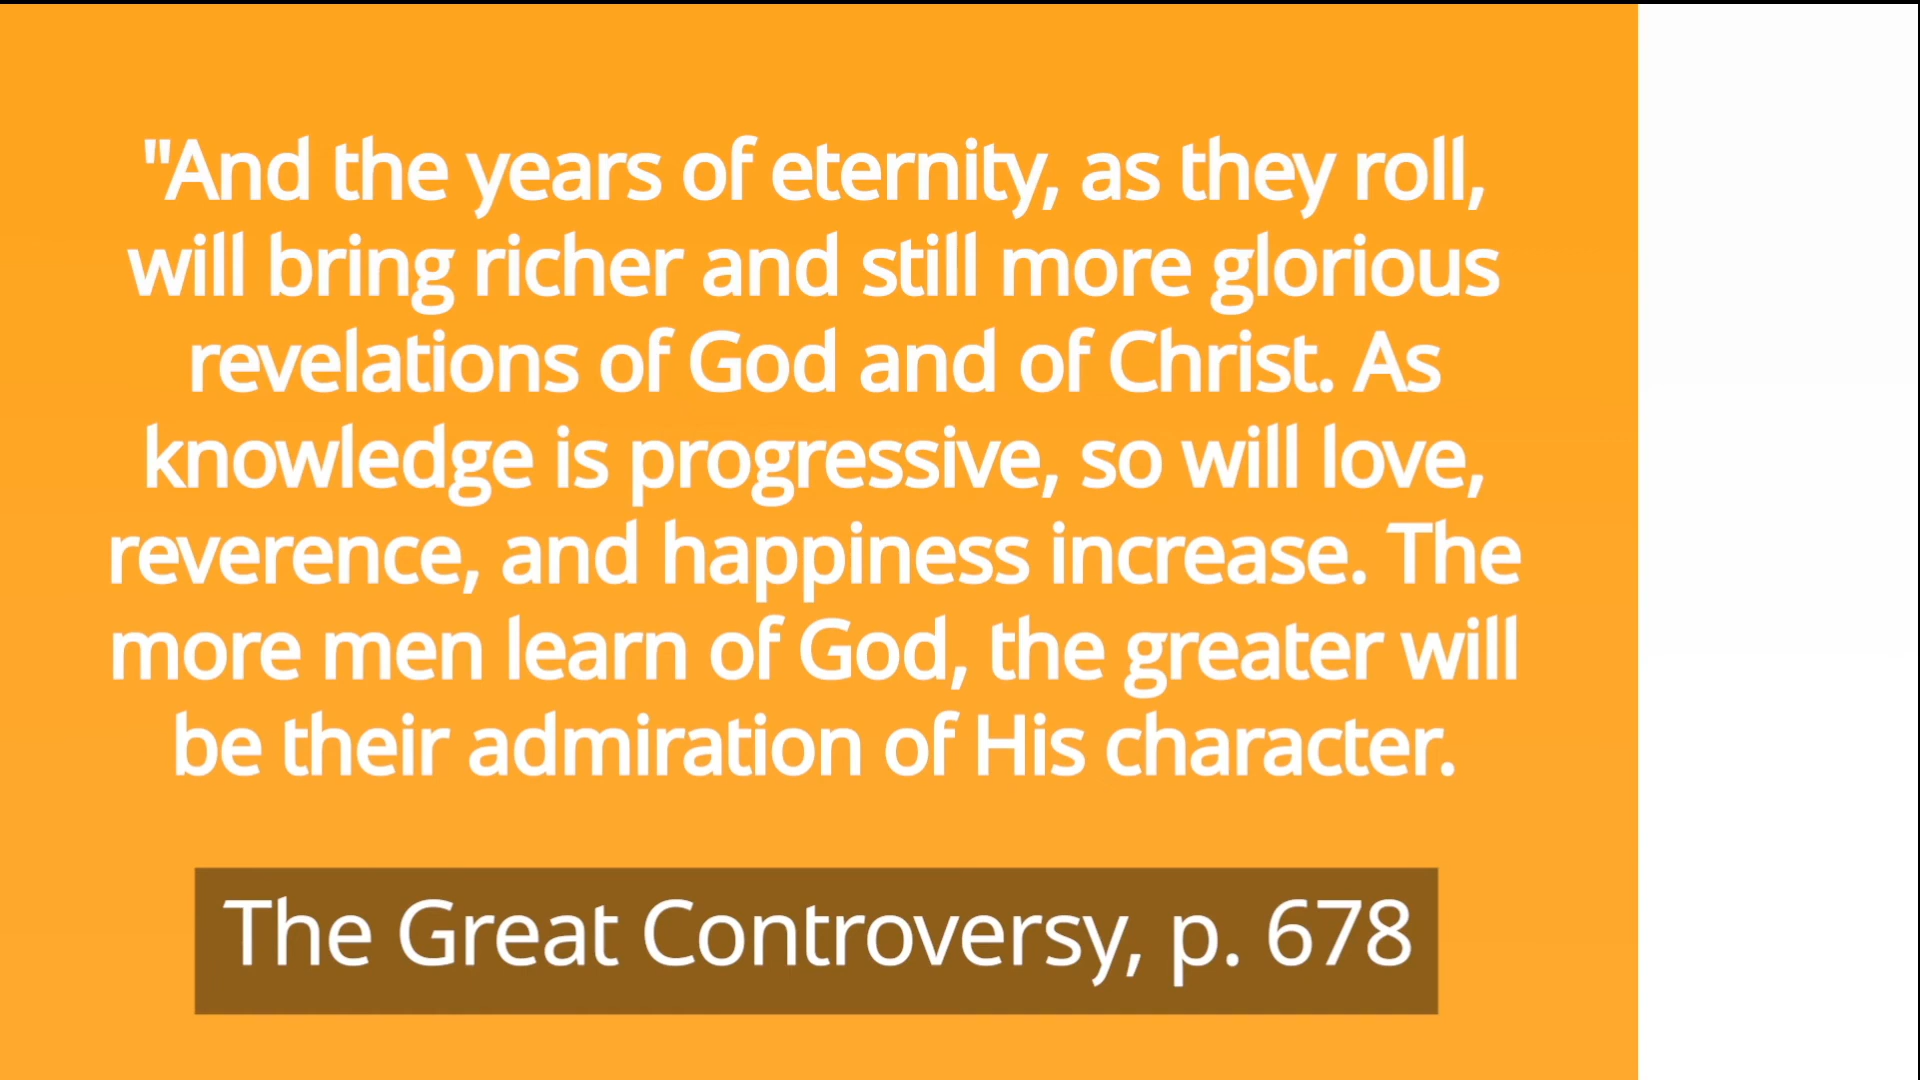 "And the years of eternity, as they roll,
will bring richer and still more glorious
revelations of God and of Christ. As
knowledge is progressive, so will love,
reverence, and happiness increase. The
more men learn of God, the greater will
be their admiration of His character.
The Great Controversy, p. 678